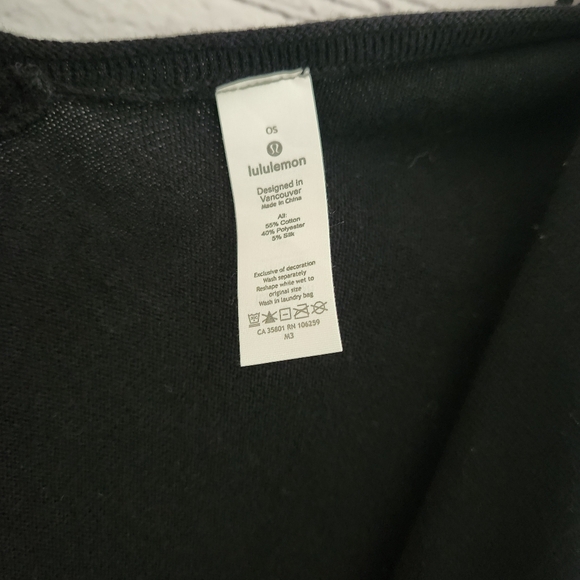 OS
lululemon
Designed in
Vancouver
Made in China
All:
55% Cotton
40% Polyester
5% Silk
Exclusive of decoration
Wash separately
Reshape while wet to
original size
Wash in laundry bag
CA 35801 RN 106259
M3